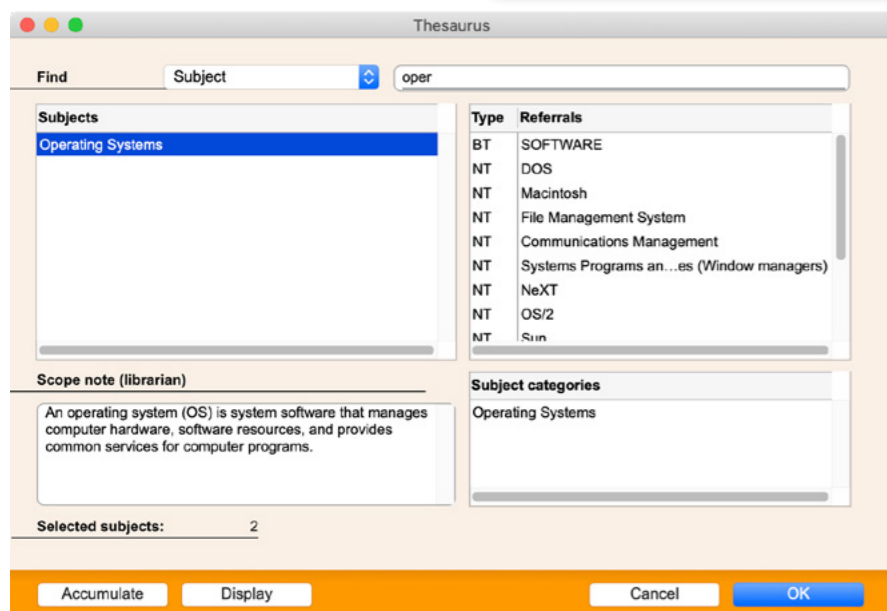 Thesaurus
Find Subject oper
Subjects
Operating Systems
Type Referrals
BT SOFTWARE
NT DOS
NT Macintosh
NT File Management System
NT Communications Management
NT Systems Programs an...es (Window managers)
NT NeXT
NT OS/2
NT Sun
Scope note (librarian)
An operating system (OS) is system software that manages
computer hardware, software resources, and provides
common services for computer programs.
Subject categories
Operating Systems
Selected subjects: 2
Accumulate Display Cancel OK